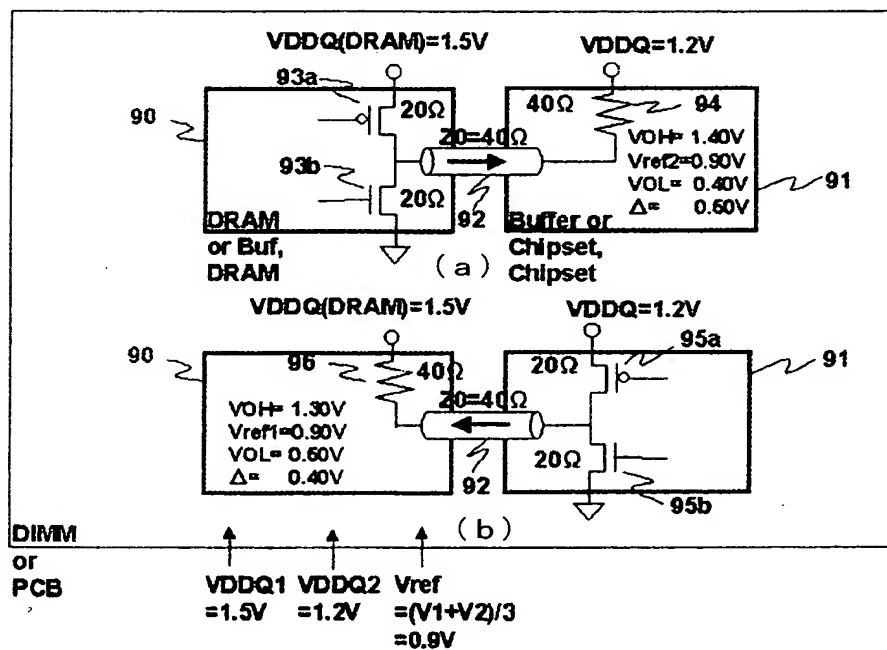 VDDQ(DRAM)=1.5V
VDDQ=1.2V
93a
90
20Ω
40Ω
94
Z0=40Ω
VOH= 1.40V
Vref2=0.90V
VOL= 0.40V
Δ= 0.50V
91
93b
20Ω
92
DRAM
or Buf,
DRAM
Buffer or
Chipset,
Chipset
(a)
VDDQ(DRAM)=1.5V
VDDQ=1.2V
90
96
40Ω
20Ω
95a
91
Z0=40Ω
VOH= 1.30V
Vref1=0.90V
VOL= 0.50V
Δ= 0.40V
92
20Ω
95b
(b)
DIMM
or
PCB
VDDQ1
=1.5V
VDDQ2
=1.2V
Vref
=(V1+V2)/3
=0.9V